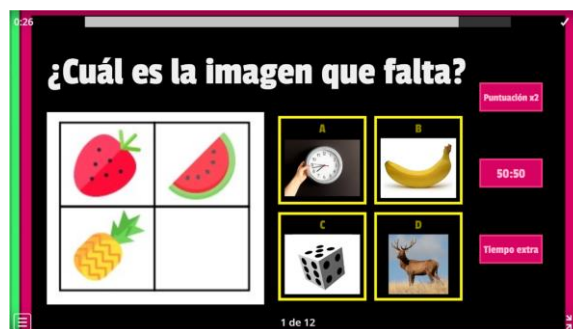 0:26
¿Cuál es la imagen que falta?
Puntuación x2
A
B
50:50
C
D
Tiempo extra
1 de 12